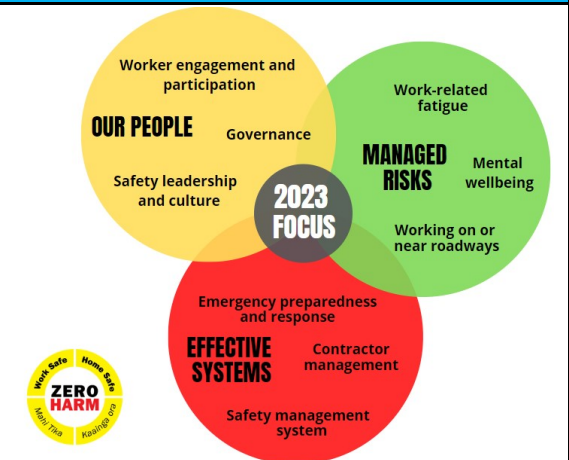 Worker engagement and
participation
OUR PEOPLE
Governance
Safety leadership
and culture
Work-related
fatigue
MANAGED
RISKS
Mental
wellbeing
Working on or
near roadways
2023
FOCUS
Emergency preparedness
and response
EFFECTIVE
SYSTEMS
Contractor
management
Safety management
system
Work Safe
Home Safe
ZERO
HARM
Mahi Tika
Kaainga ora